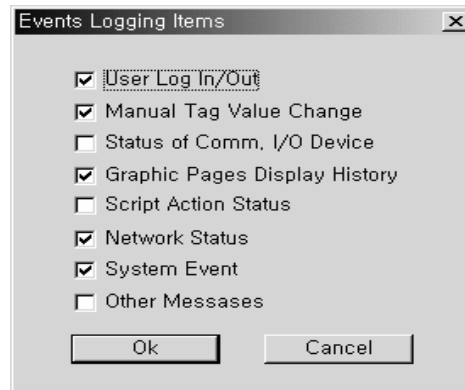 Events Logging Items
User Log In/Out
Manual Tag Value Change
Status of Comm, I/O Device
Graphic Pages Display History
Script Action Status
Network Status
System Event
Other Messases
Ok Cancel